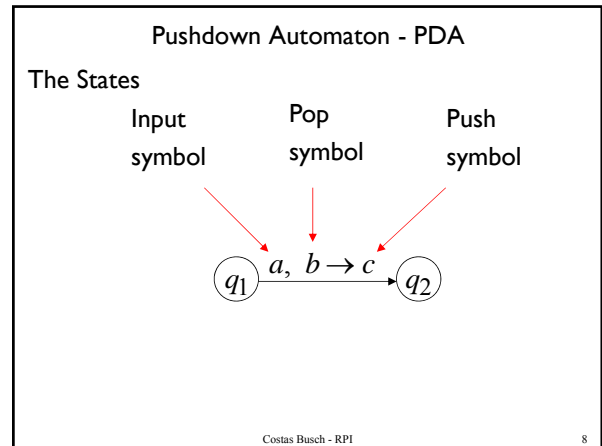 Pushdown Automaton - PDA
The States
Input symbol
Pop symbol
Push symbol
a, b → c
q1 q2
Costas Busch - RPI 8